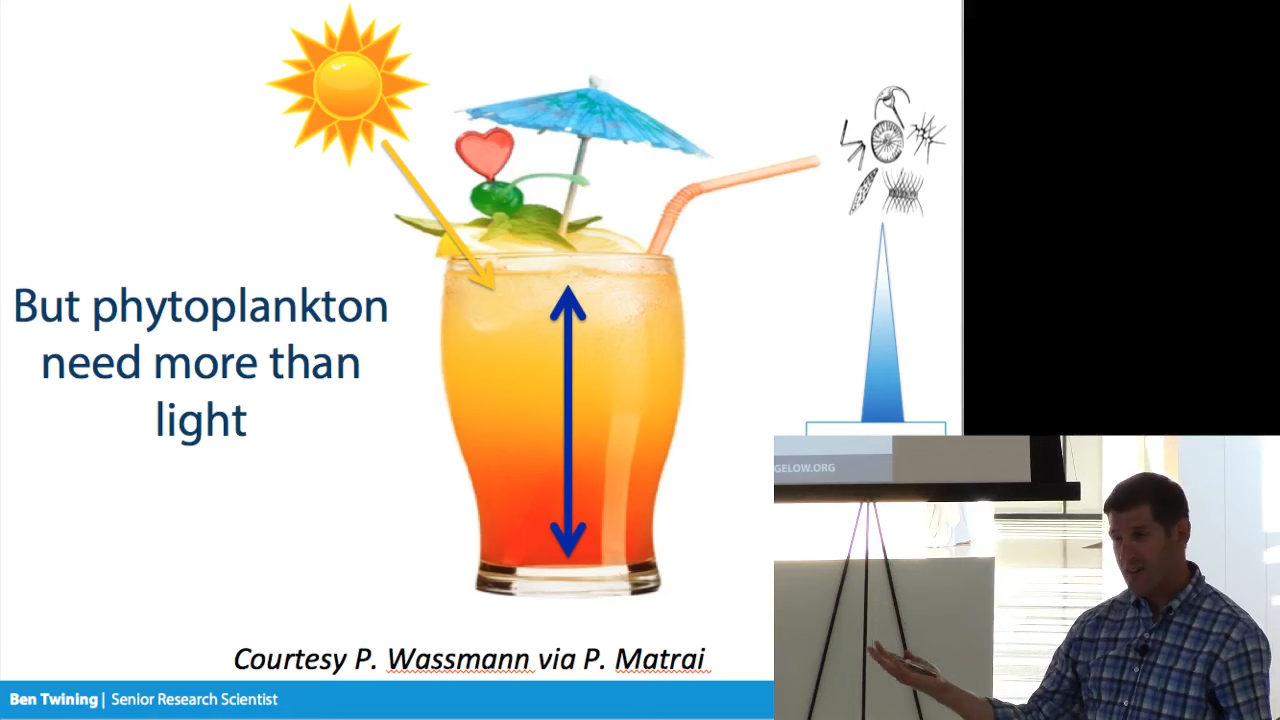 But phytoplankton
need more than
light
GELOW.ORG
Courtesy P. Wassmann via P. Matrai
Ben Twining | Senior Research Scientist